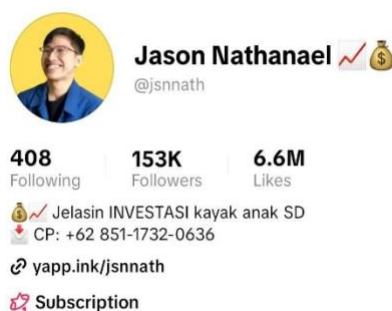 Jason Nathanael 📈💰
@jsnnath
408 153K 6.6M
Following Followers Likes
💰📈 Jelasin INVESTASI kayak anak SD
📩 CP: +62 851-1732-0636
yapp.ink/jsnnath
Subscription